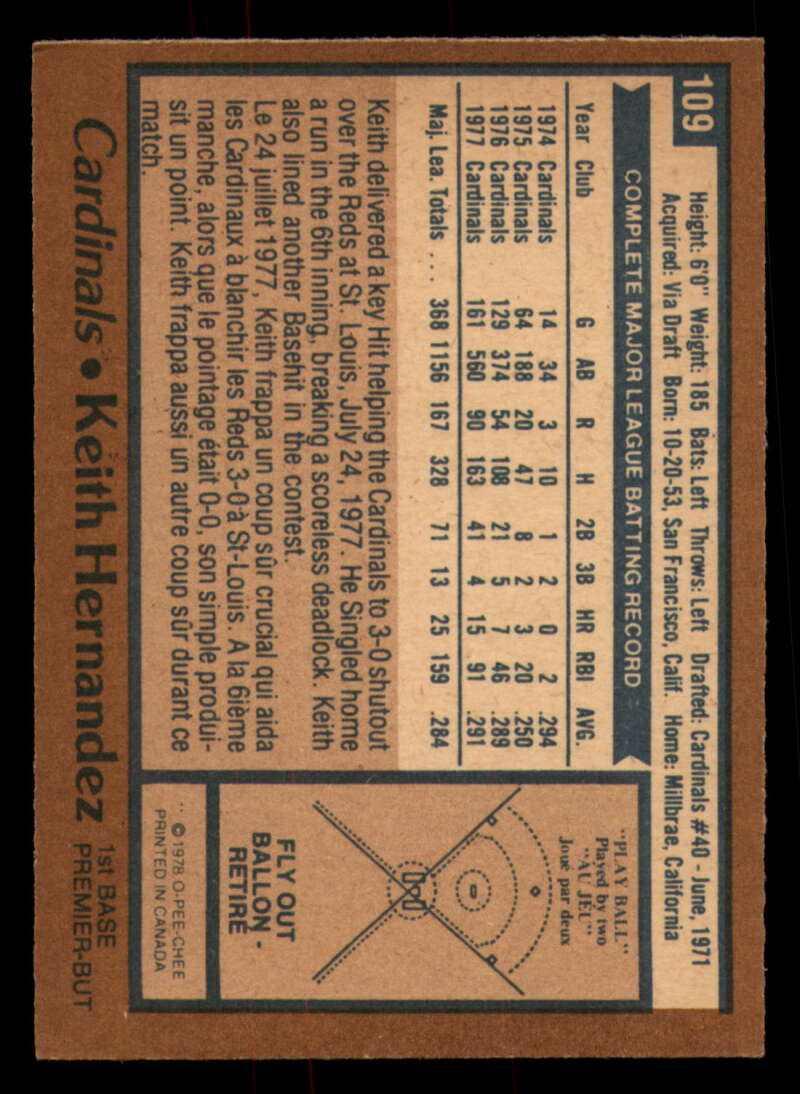 109
Height: 6'0" Weight: 185 Bats: Left Throws: Left Drafted: Cardinals #40 - June, 1971
Acquired: Via Draft Born: 10-20-53, San Francisco, Calif. Home: Millbrae, California
COMPLETE MAJOR LEAGUE BATTING RECORD
Year Club G AB R H 2B 3B HR RBI AVG.
1974 Cardinals 14 34 3 10 1 2 0 2 .294
1975 Cardinals 64 188 20 47 8 2 3 20 .250
1976 Cardinals 129 374 54 108 21 5 7 46 .289
1977 Cardinals 161 560 90 163 41 4 15 91 .291
Maj. Lea. Totals ... 368 1156 167 328 71 13 25 159 .284
Keith delivered a key Hit helping the Cardinals to 3-0 shutout
over the Reds at St. Louis, July 24, 1977. He Singled home
a run in the 6th inning, breaking a scoreless deadlock. Keith
also lined another Basehit in the contest.
Le 24 juillet 1977, Keith frappa un coup sûr crucial qui aida
les Cardinaux à blanchir les Reds 3-0 à St-Louis. A la 6ième
manche, alors que le pointage était 0-0, son simple produi-
sit un point. Keith frappa aussi un autre coup sûr durant ce
match.
"PLAY BALL"
Played by two
"AU JEU"
Joué par deux
FLY OUT
BALLON -
RETIRÉ
© 1978 O-PEE-CHEE
PRINTED IN CANADA
Cardinals • Keith Hernandez
1st BASE
PREMIER-BUT